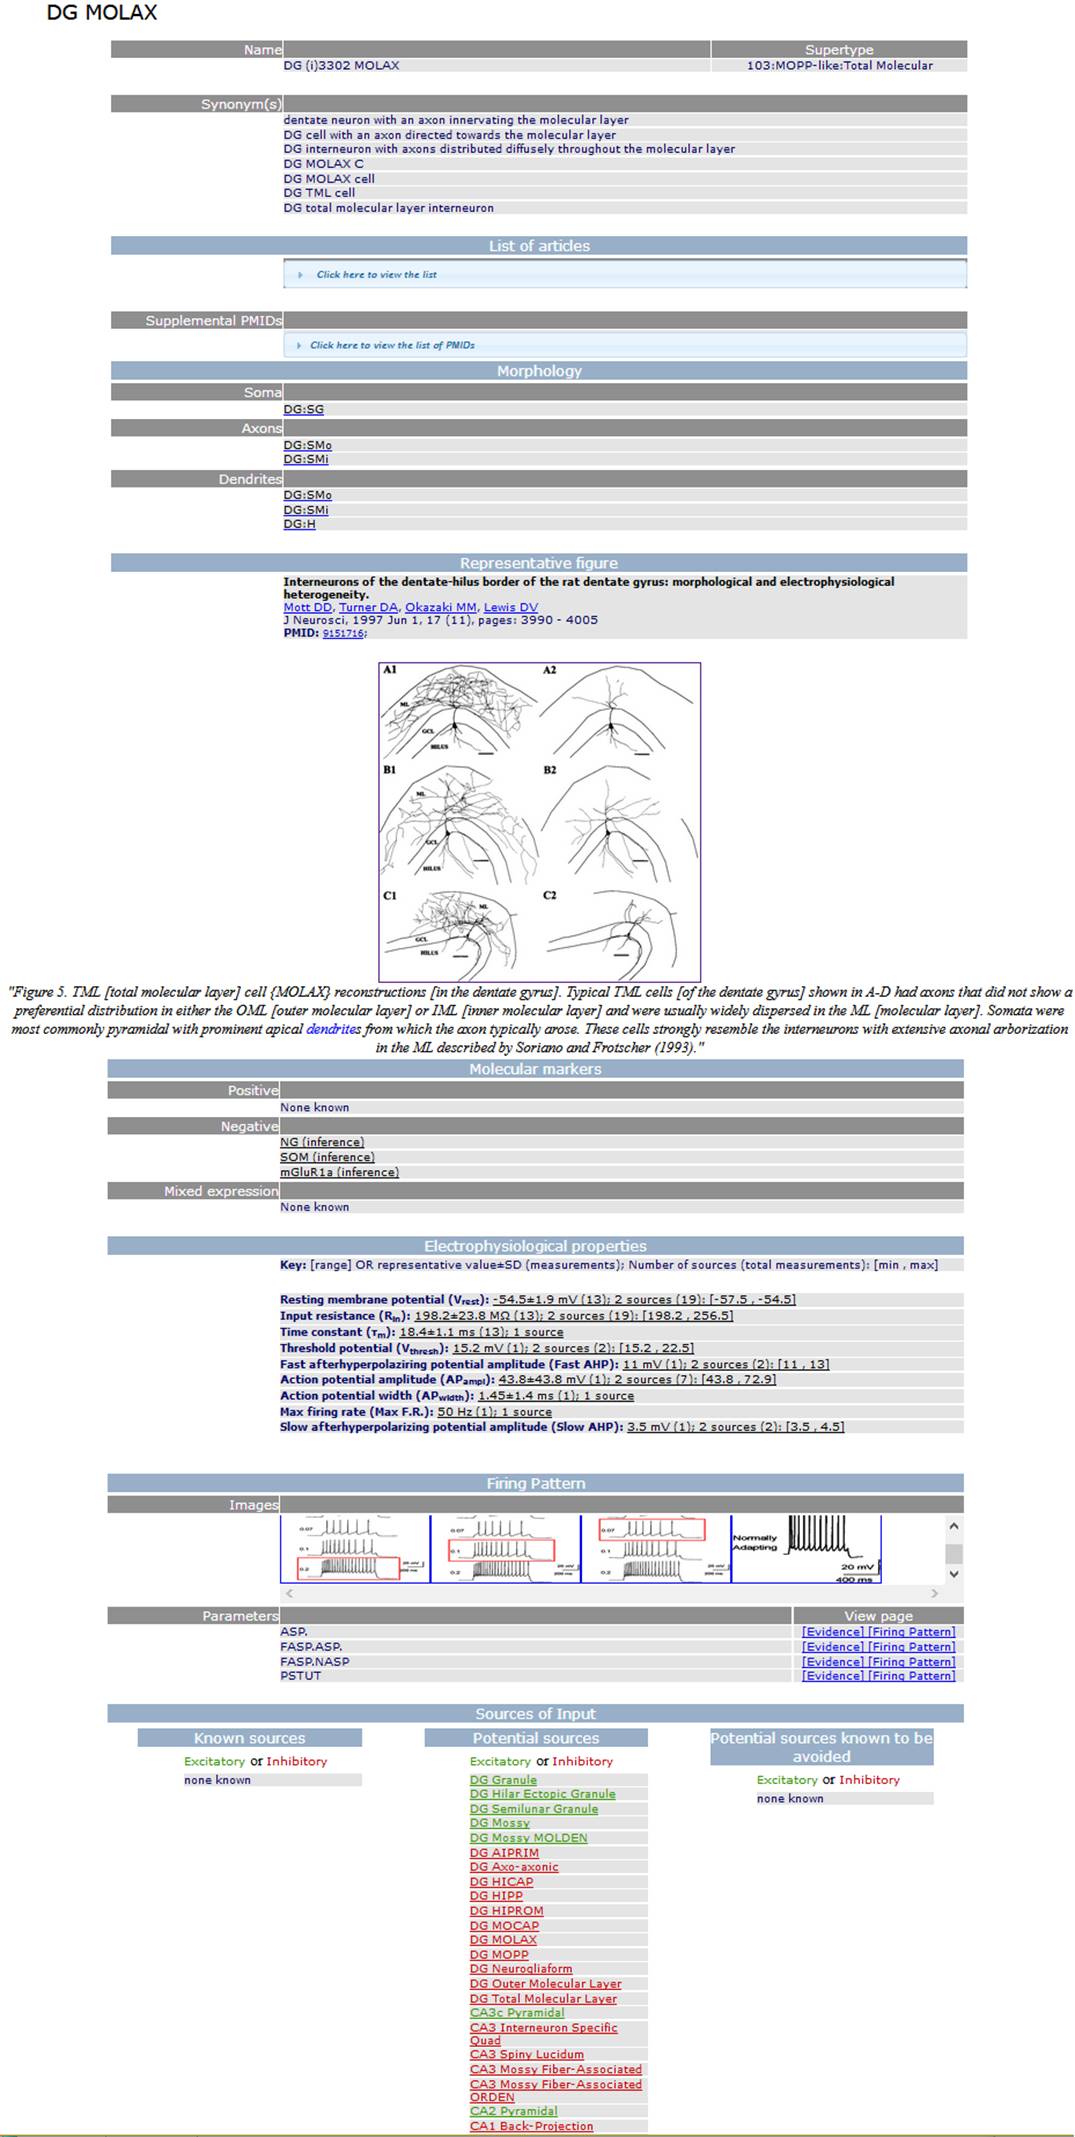 DG MOLAX
Name Supertype
DG (i)3302 MOLAX 103:MOPP-like:Total Molecular
Synonym(s)
dentate neuron with an axon innervating the molecular layer
DG cell with an axon directed towards the molecular layer
DG interneuron with axons distributed diffusely throughout the molecular layer
DG MOLAX C
DG MOLAX cell
DG TML cell
DG total molecular layer interneuron
List of articles
Click here to view the list
Supplemental PMIDs
Click here to view the list of PMIDs
Morphology
Soma
DG:SG
Axons
DG:SMo
DG:SMi
Dendrites
DG:SMo
DG:SMi
DG:H
Representative figure
Interneurons of the dentate-hilus border of the rat dentate gyrus: morphological and electrophysiological
heterogeneity.
Mott DD, Turner DA, Okazaki MM, Lewis DV
J Neurosci, 1997 Jun 1, 17 (11), pages: 3990 - 4005
PMID: 9151716;
A1 A2
ML
GCL
HILUS
B1 B2
ML
GCL
HILUS
C1 C2
ML
GCL
HILUS
"Figure 5. TML [total molecular layer] cell {MOLAX} reconstructions [in the dentate gyrus]. Typical TML cells [of the dentate gyrus] shown in A-D had axons that did not show a
preferential distribution in either the OML [outer molecular layer] or IML [inner molecular layer] and were usually widely dispersed in the ML [molecular layer]. Somata were
most commonly pyramidal with prominent apical dendrites from which the axon typically arose. These cells strongly resemble the interneurons with extensive axonal arborization
in the ML described by Soriano and Frotscher (1993)."
Molecular markers
Positive
None known
Negative
NG (inference)
SOM (inference)
mGluR1a (inference)
Mixed expression
None known
Electrophysiological properties
Key: [range] OR representative value±SD (measurements); Number of sources (total measurements): [min , max]
Resting membrane potential (Vrest): -54.5±1.9 mV (13); 2 sources (19): [-57.5 , -54.5]
Input resistance (Rin): 198.2±23.8 MΩ (13); 2 sources (19): [198.2 , 256.5]
Time constant (τm): 18.4±1.1 ms (13); 1 source
Threshold potential (Vthresh): 15.2 mV (1); 2 sources (2): [15.2 , 22.5]
Fast afterhyperpolaziring potential amplitude (Fast AHP): 11 mV (1); 2 sources (2): [11 , 13]
Action potential amplitude (APampl): 43.8±43.8 mV (1); 2 sources (7): [43.8 , 72.9]
Action potential width (APwidth): 1.45±1.4 ms (1); 1 source
Max firing rate (Max F.R.): 50 Hz (1); 1 source
Slow afterhyperpolarizing potential amplitude (Slow AHP): 3.5 mV (1); 2 sources (2): [3.5 , 4.5]
Firing Pattern
Images
0.07 0.07 0.07 Normally
0.1 0.1 0.1 Adapting
0.2 20 mV 0.2 20 mV 0.2 20 mV 20 mV
200 ms 200 ms 200 ms 400 ms
Parameters View page
ASP. [Evidence] [Firing Pattern]
FASP.ASP. [Evidence] [Firing Pattern]
FASP.NASP [Evidence] [Firing Pattern]
PSTUT [Evidence] [Firing Pattern]
Sources of Input
Known sources
Excitatory or Inhibitory
none known
Potential sources
Excitatory or Inhibitory
DG Granule
DG Hilar Ectopic Granule
DG Semilunar Granule
DG Mossy
DG Mossy MOLDEN
DG AIPRIM
DG Axo-axonic
DG HICAP
DG HIPP
DG HIPROM
DG MOCAP
DG MOLAX
DG MOPP
DG Neurogliaform
DG Outer Molecular Layer
DG Total Molecular Layer
CA3c Pyramidal
CA3 Interneuron Specific
Quad
CA3 Spiny Lucidum
CA3 Mossy Fiber-Associated
CA3 Mossy Fiber-Associated
ORDEN
CA2 Pyramidal
CA1 Back-Projection
Potential sources known to be
avoided
Excitatory or Inhibitory
none known